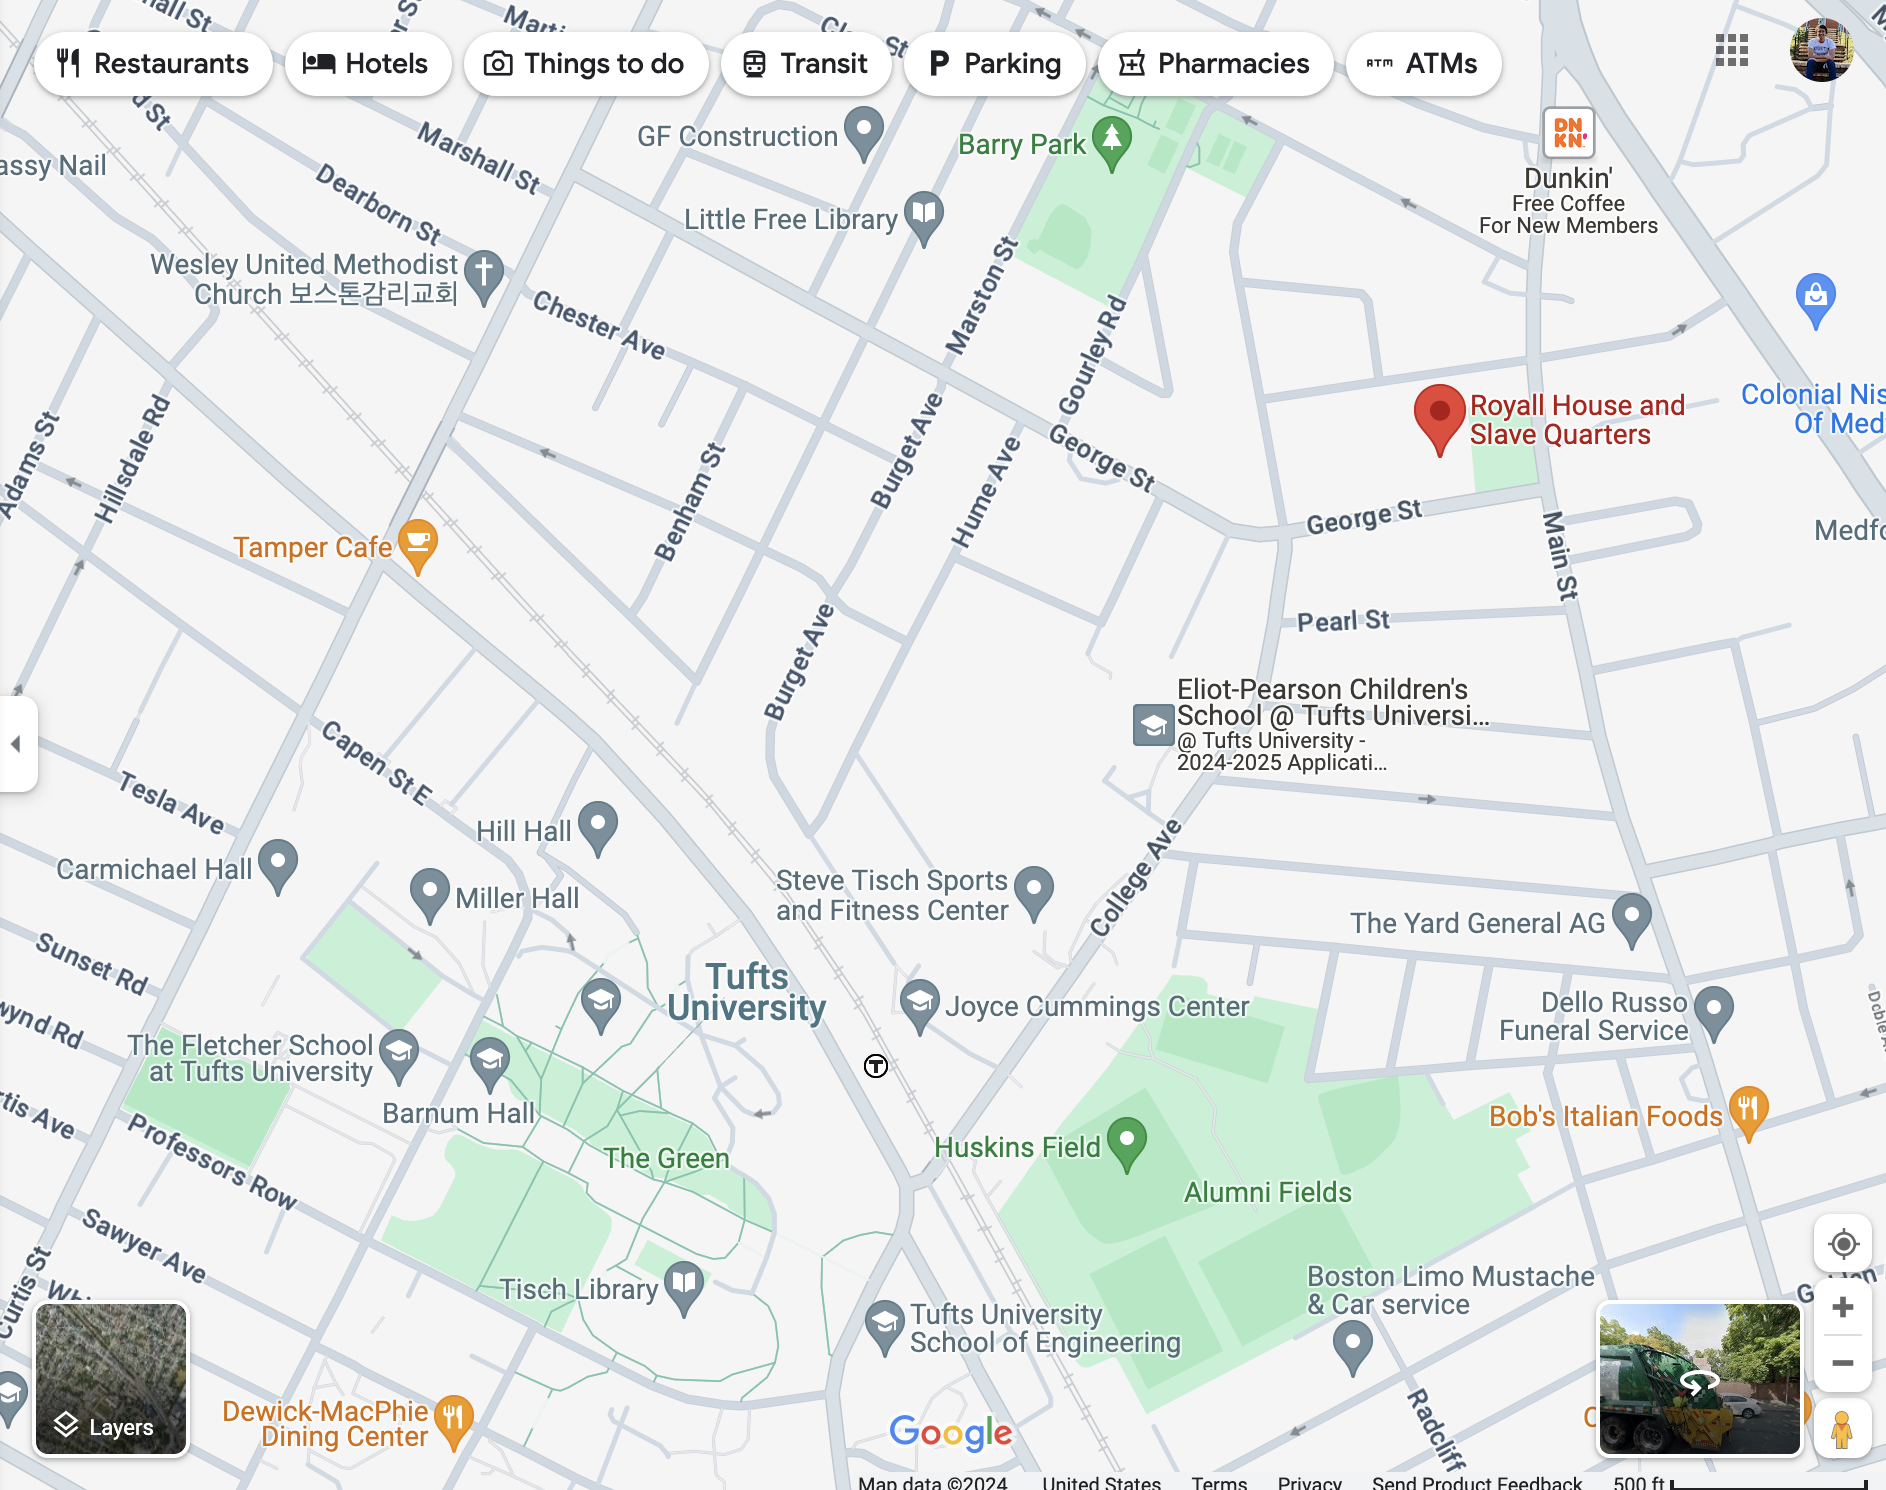 Restaurants
Hotels
Things to do
Transit
Parking
Pharmacies
ATMs
Marshall St
GF Construction
Barry Park
DN
KN
Dunkin'
Free Coffee
For New Members
Dearborn St
Little Free Library
Wesley United Methodist
Church 보스톤감리교회
Chester Ave
Marston St
Gourley Rd
Royall House and
Slave Quarters
Colonial Nis
Of Med
Adams St
Hillsdale Rd
Burget Ave
Hume Ave
George St
Benham St
George St
Main St
Medfo
Tamper Cafe
Pearl St
Burget Ave
Eliot-Pearson Children's
School @ Tufts Universi...
@ Tufts University -
2024-2025 Applicati...
Capen St E
Tesla Ave
Hill Hall
Carmichael Hall
Miller Hall
Steve Tisch Sports
and Fitness Center
College Ave
The Yard General AG
Sunset Rd
Tufts
University
Joyce Cummings Center
Dello Russo
Funeral Service
The Fletcher School
at Tufts University
Barnum Hall
T
Bob's Italian Foods
Professors Row
The Green
Huskins Field
Alumni Fields
Sawyer Ave
Curtis St
Tisch Library
Boston Limo Mustache
& Car service
Tufts University
School of Engineering
Layers
Dewick-MacPhie
Dining Center
Google
Radcliff
Map data ©2024
United States
Terms
Privacy
Send Product Feedback
500 ft